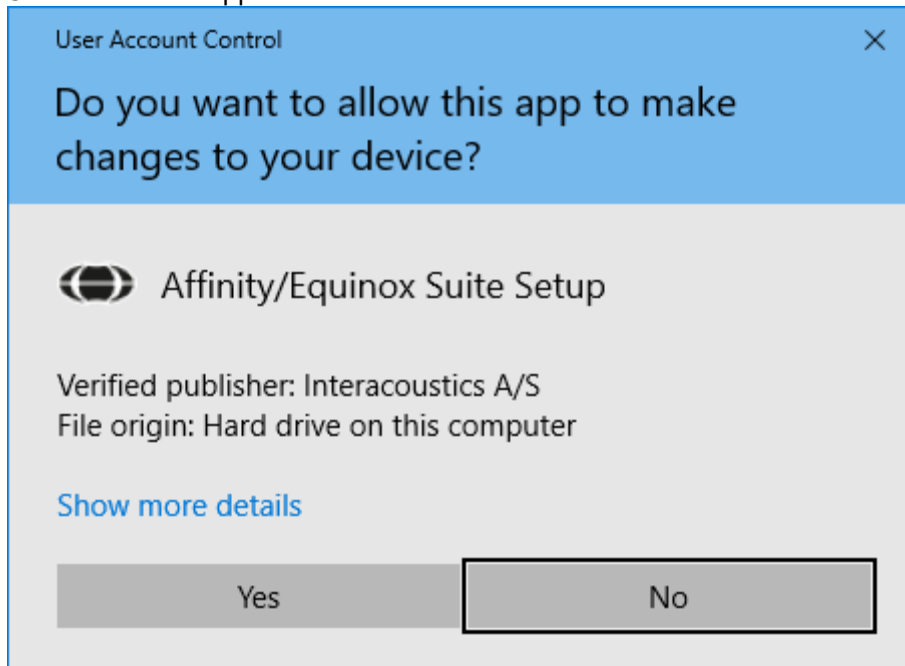 User Account Control
Do you want to allow this app to make
changes to your device?
Affinity/Equinox Suite Setup
Verified publisher: Interacoustics A/S
File origin: Hard drive on this computer
Show more details
Yes
No